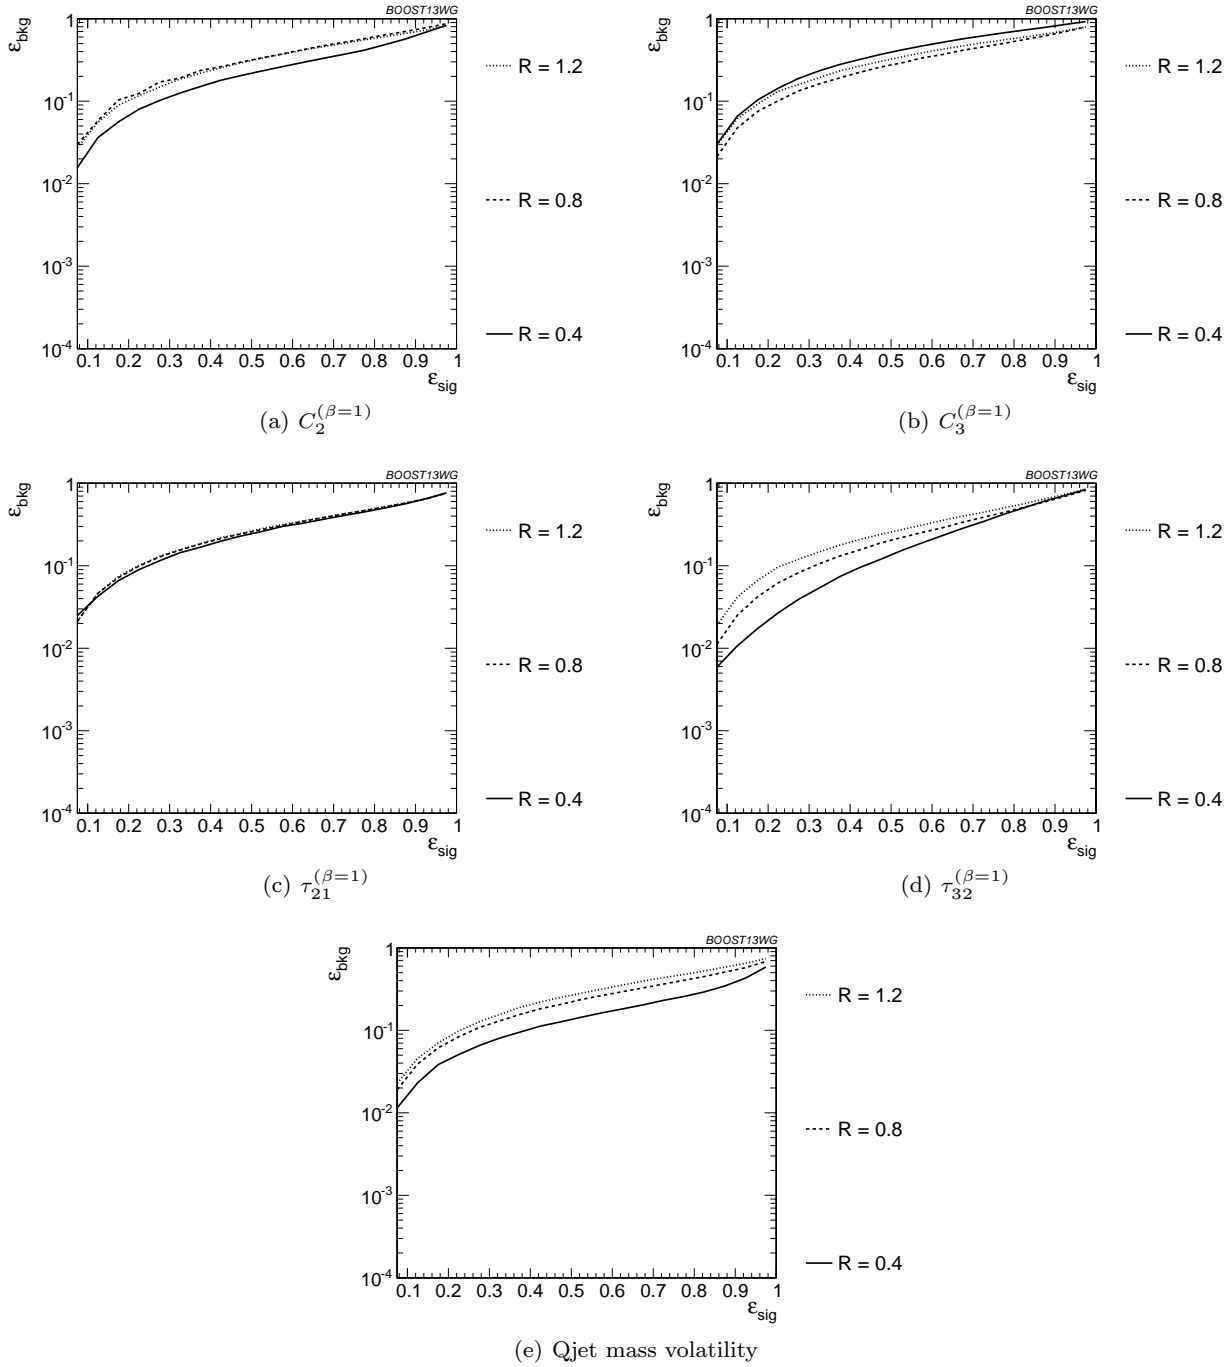 BOOST13WG
ε_bkg
1
10^-1
10^-2
10^-3
10^-4
0.1 0.2 0.3 0.4 0.5 0.6 0.7 0.8 0.9 1
ε_sig
R = 1.2
R = 0.8
R = 0.4
(a) C_2^(β=1)
BOOST13WG
ε_bkg
1
10^-1
10^-2
10^-3
10^-4
0.1 0.2 0.3 0.4 0.5 0.6 0.7 0.8 0.9 1
ε_sig
R = 1.2
R = 0.8
R = 0.4
(b) C_3^(β=1)
BOOST13WG
ε_bkg
1
10^-1
10^-2
10^-3
10^-4
0.1 0.2 0.3 0.4 0.5 0.6 0.7 0.8 0.9 1
ε_sig
R = 1.2
R = 0.8
R = 0.4
(c) τ_21^(β=1)
BOOST13WG
ε_bkg
1
10^-1
10^-2
10^-3
10^-4
0.1 0.2 0.3 0.4 0.5 0.6 0.7 0.8 0.9 1
ε_sig
R = 1.2
R = 0.8
R = 0.4
(d) τ_32^(β=1)
BOOST13WG
ε_bkg
1
10^-1
10^-2
10^-3
10^-4
0.1 0.2 0.3 0.4 0.5 0.6 0.7 0.8 0.9 1
ε_sig
R = 1.2
R = 0.8
R = 0.4
(e) Qjet mass volatility